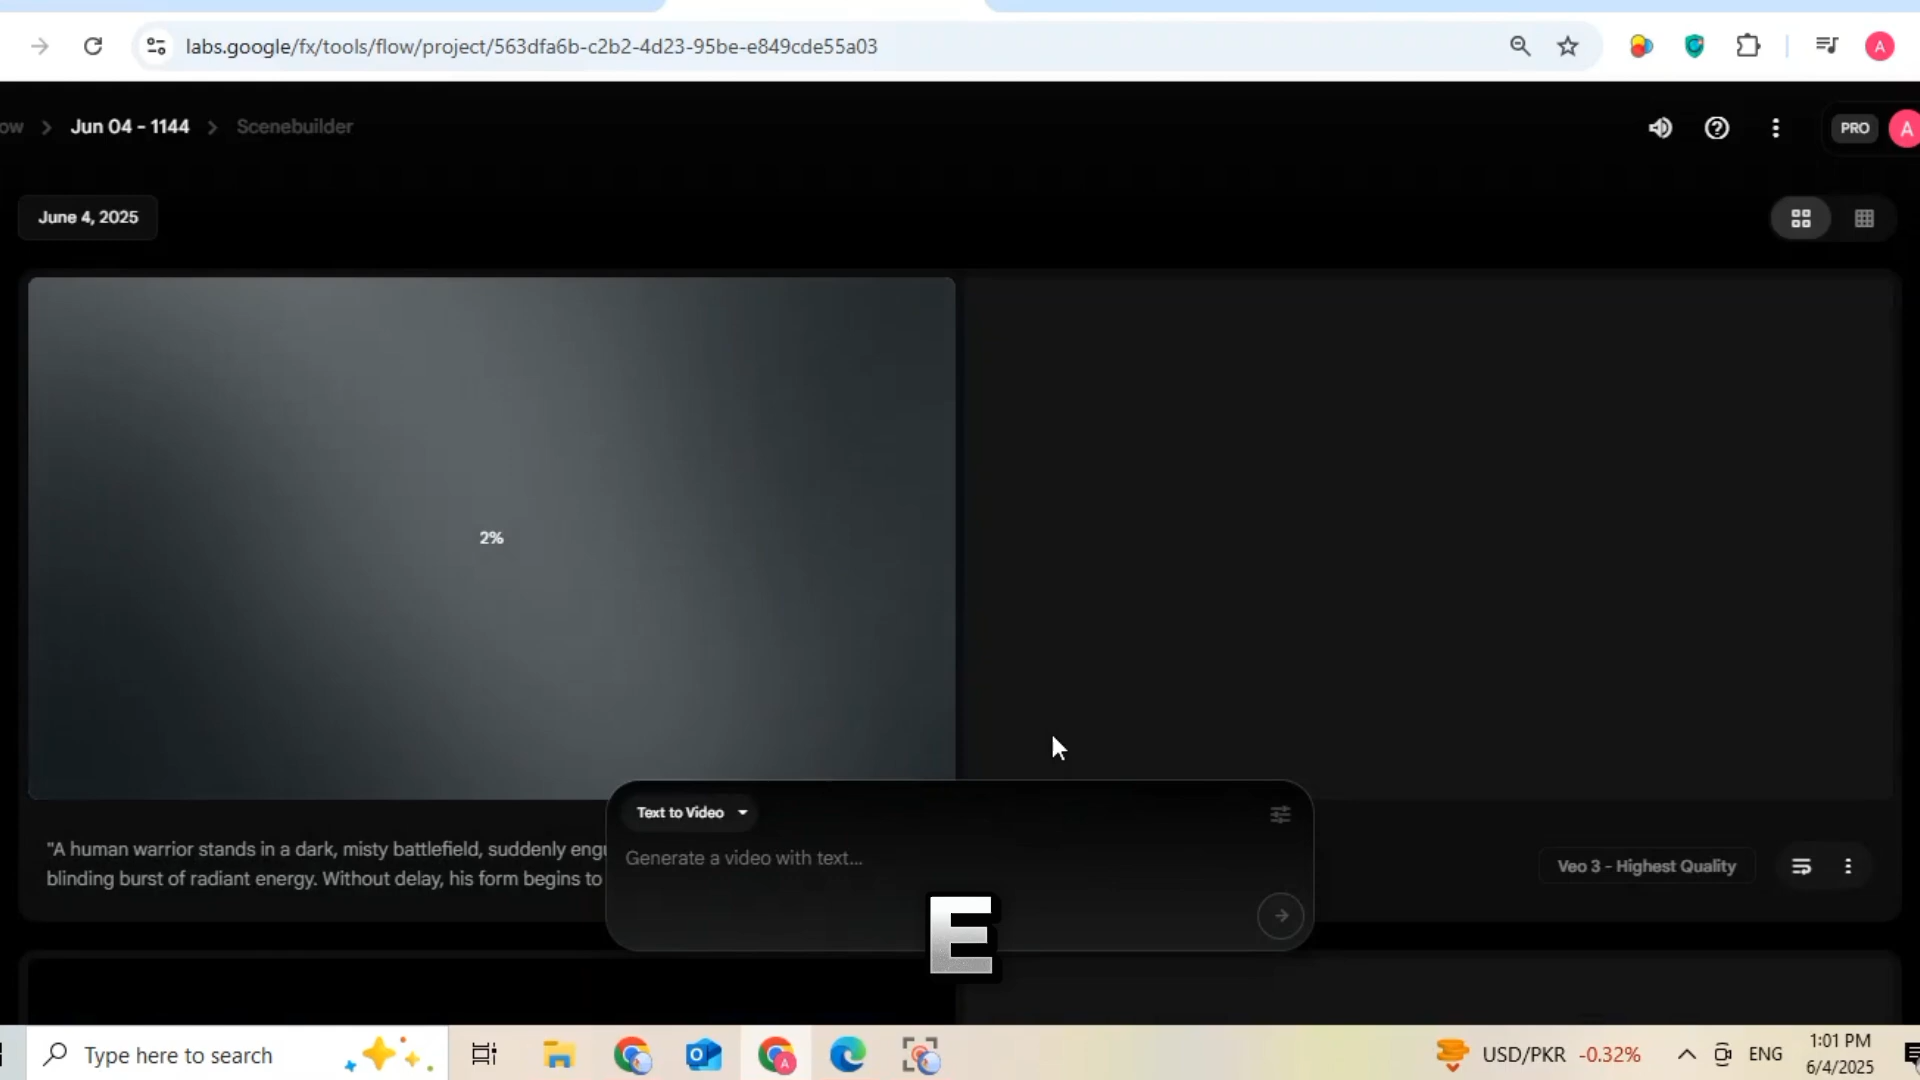 labs.google/fx/tools/flow/project/563dfa6b-c2b2-4d23-95be-e849cde55a03
A
ow > Jun 04 - 1144 > Scenebuilder
PRO
A
June 4, 2025
2%
Text to Video
Generate a video with text...
"A human warrior stands in a dark, misty battlefield, suddenly engu
blinding burst of radiant energy. Without delay, his form begins to
Veo 3 - Highest Quality
E
Type here to search
USD/PKR -0.32%
ENG
1:01 PM
6/4/2025